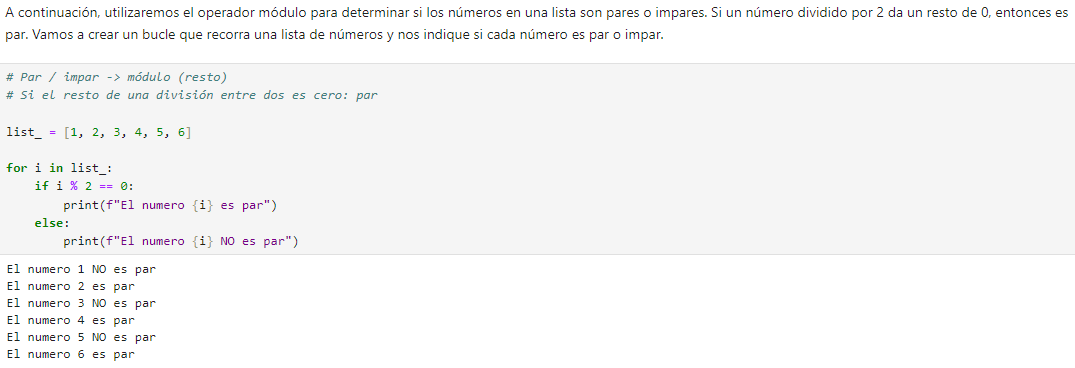 A continuación, utilizaremos el operador módulo para determinar si los números en una lista son pares o impares. Si un número dividido por 2 da un resto de 0, entonces es
par. Vamos a crear un bucle que recorra una lista de números y nos indique si cada número es par o impar.
# Par / impar -> módulo (resto)
# Si el resto de una división entre dos es cero: par
list_ = [1, 2, 3, 4, 5, 6]
for i in list_:
    if i % 2 == 0:
        print(f"El numero {i} es par")
    else:
        print(f"El numero {i} NO es par")
El numero 1 NO es par
El numero 2 es par
El numero 3 NO es par
El numero 4 es par
El numero 5 NO es par
El numero 6 es par